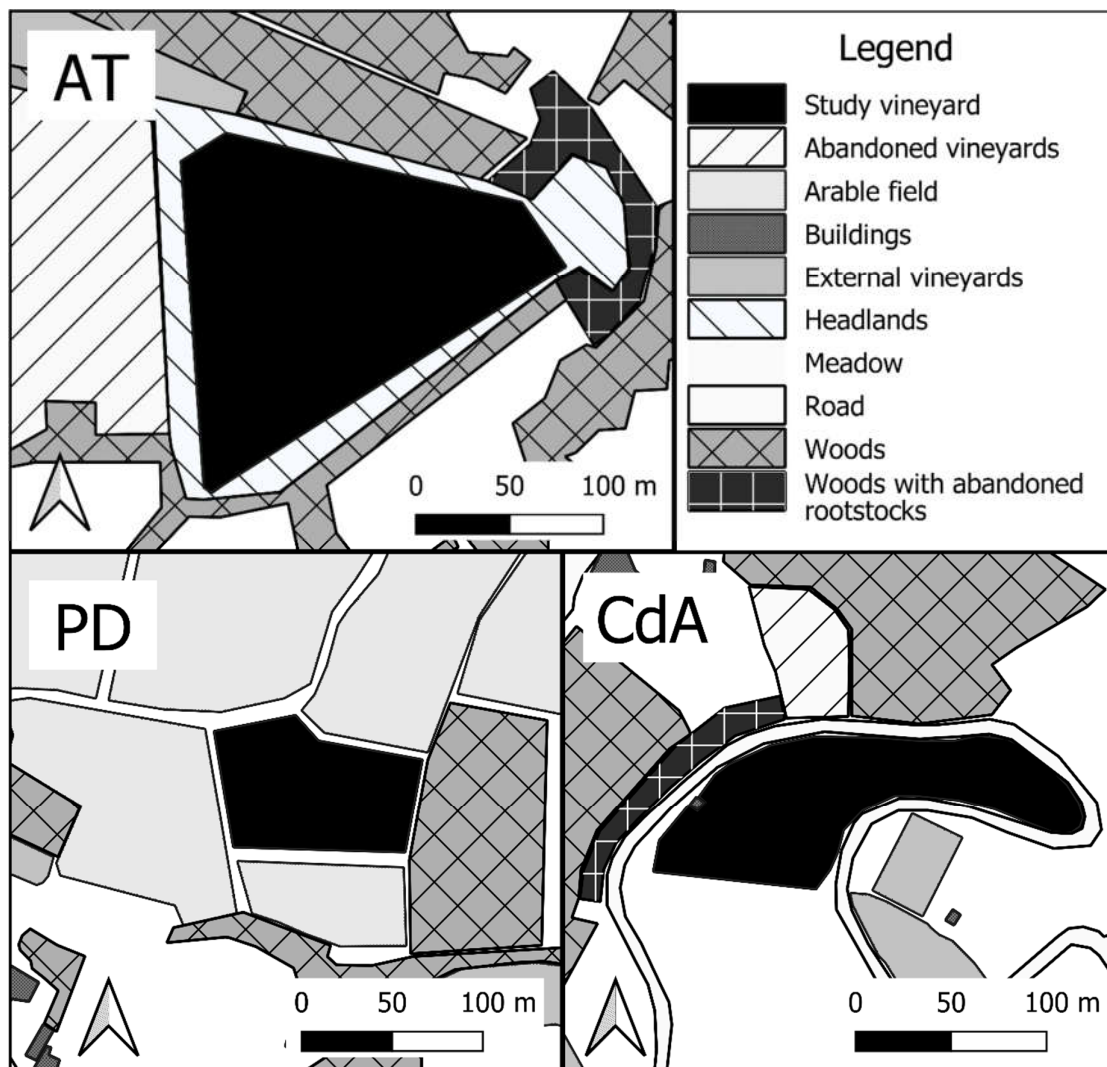 AT
Legend
Study vineyard
Abandoned vineyards
Arable field
Buildings
External vineyards
Headlands
Meadow
Road
Woods
Woods with abandoned
rootstocks
0 50 100 m
PD
0 50 100 m
CdA
0 50 100 m